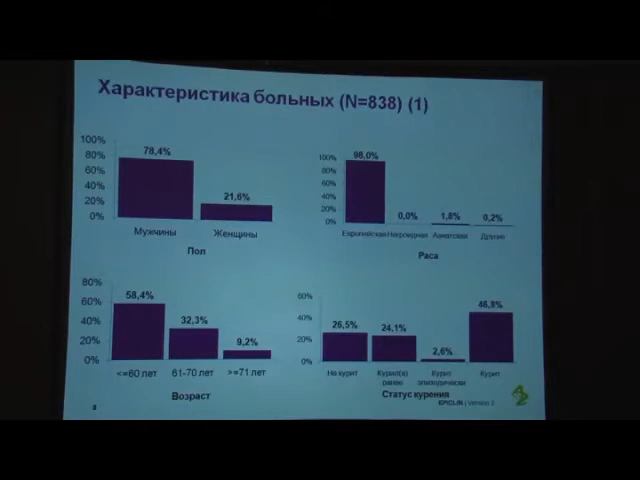 Характеристика больных (N=838) (1)
100%
80%
60%
40%
20%
0%
78,4%
21,6%
Мужчины
Женщины
Пол
100%
80%
60%
40%
20%
0%
98,0%
0,0%
1,8%
0,2%
Европейская
Негроидная
Азиатская
Другие
Раса
80%
60%
40%
20%
0%
58,4%
32,3%
9,2%
<=60 лет
61-70 лет
>=71 лет
Возраст
60%
40%
20%
0%
26,5%
24,1%
2,6%
46,8%
Не курит
Курил(а)
ранее
Курит
эпизодически
Курит
Статус курения
EPICLIN | Version 2